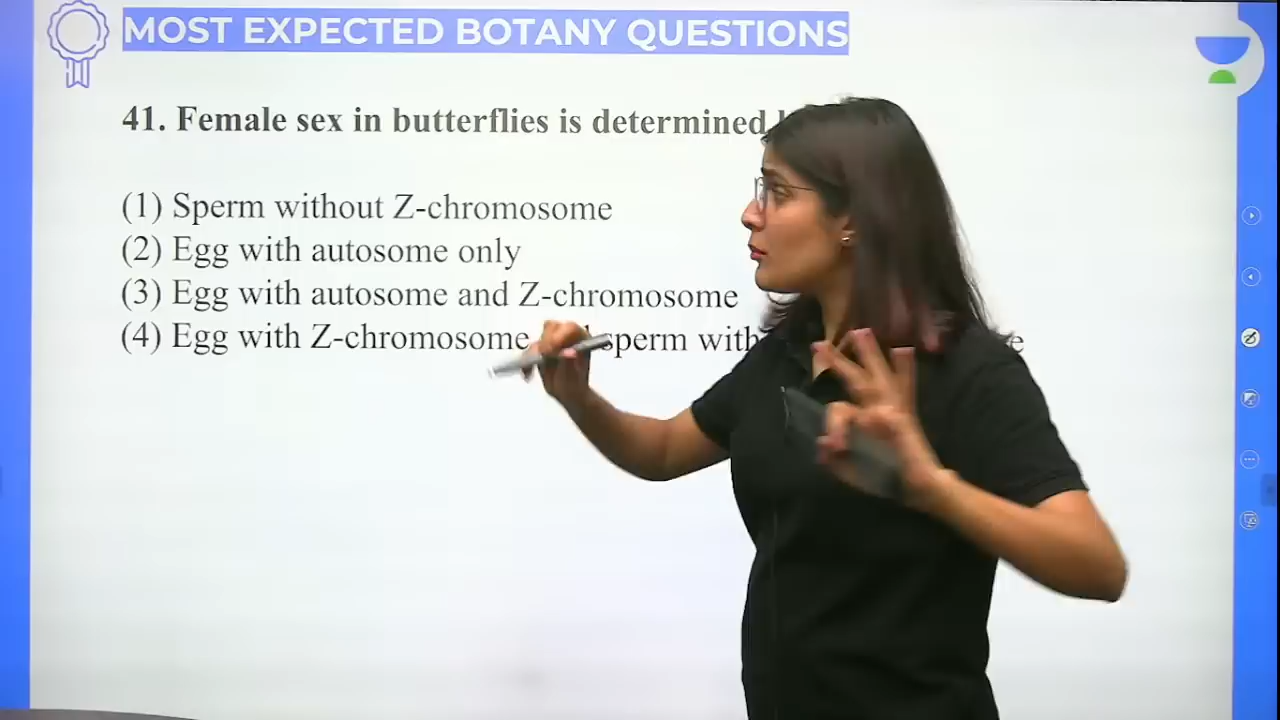 MOST EXPECTED BOTANY QUESTIONS
41. Female sex in butterflies is determined
(1) Sperm without Z-chromosome
(2) Egg with autosome only
(3) Egg with autosome and Z-chromosome
(4) Egg with Z-chromosome sperm